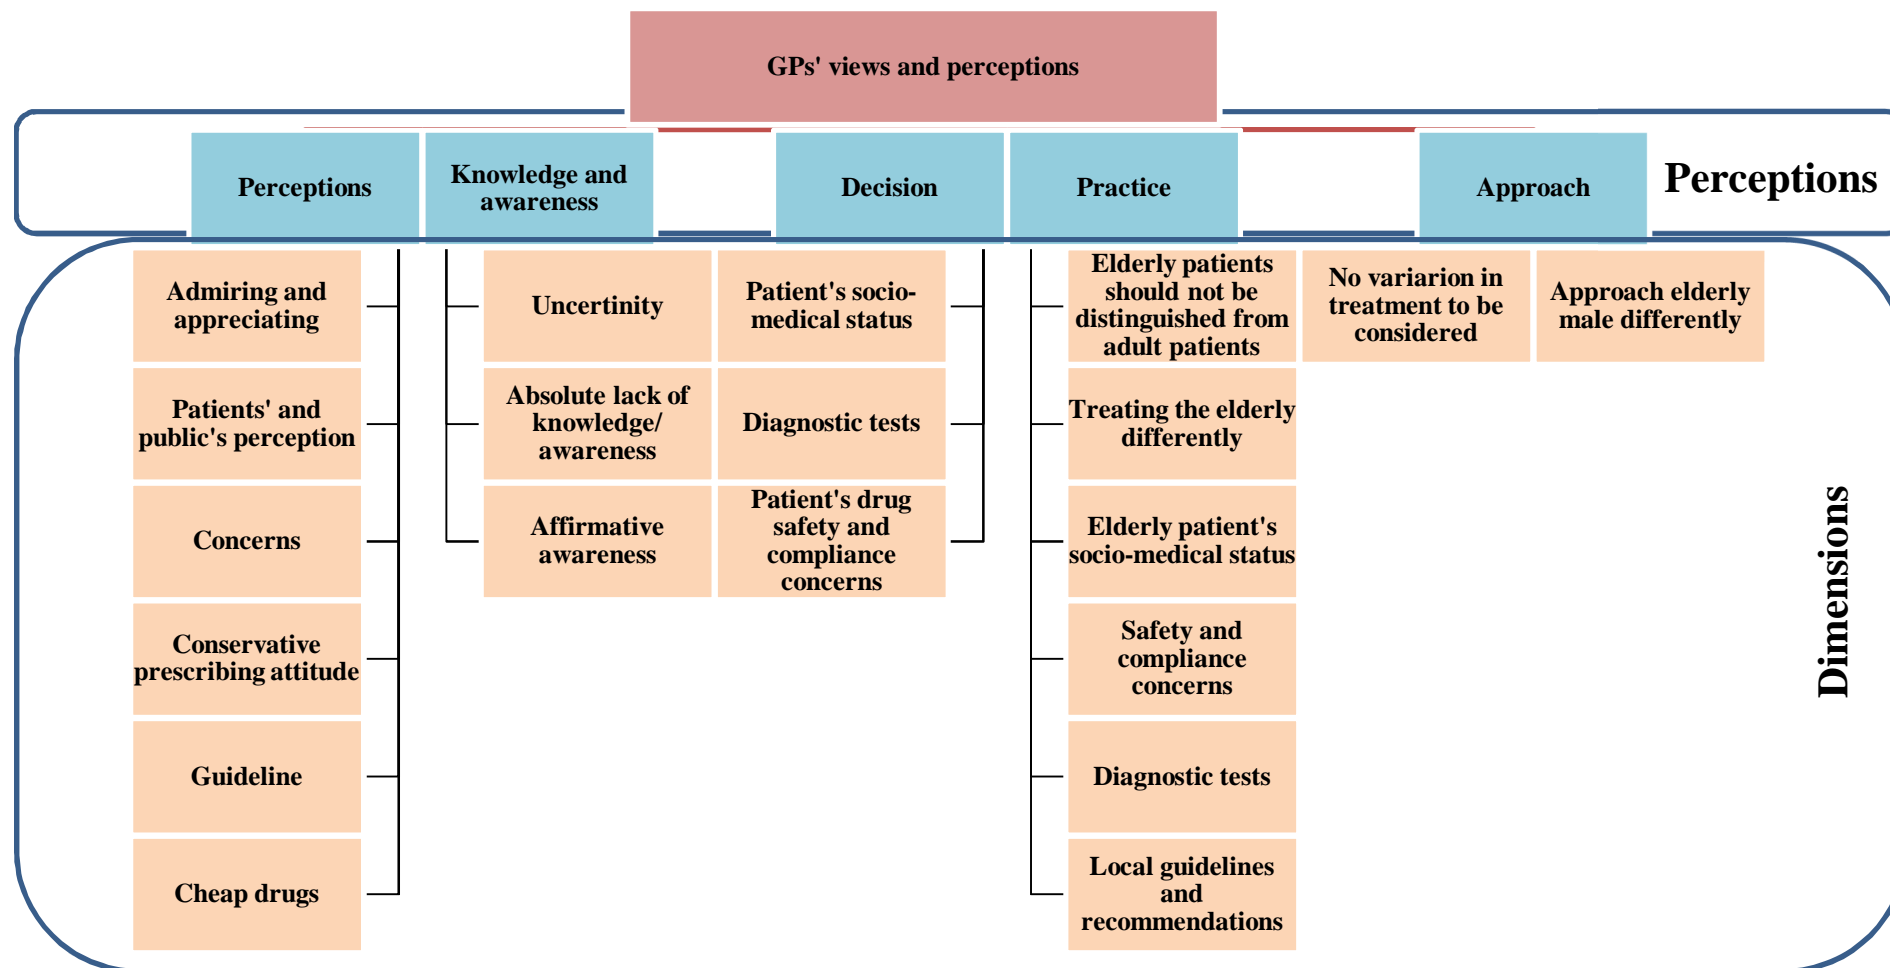 GPs' views and perceptions
Perceptions
Knowledge and
awareness
Decision
Practice
Approach
Perceptions
Admiring and
appreciating
Patients' and
public's perception
Concerns
Conservative
prescribing attitude
Guideline
Cheap drugs
Uncertinity
Absolute lack of
knowledge/
awareness
Affirmative
awareness
Patient's socio-
medical status
Diagnostic tests
Patient's drug
safety and
compliance
concerns
Elderly patients
should not be
distinguished from
adult patients
Treating the elderly
differently
Elderly patient's
socio-medical status
Safety and
compliance
concerns
Diagnostic tests
Local guidelines
and
recommendations
No variarion in
treatment to be
considered
Approach elderly
male differently
Dimensions